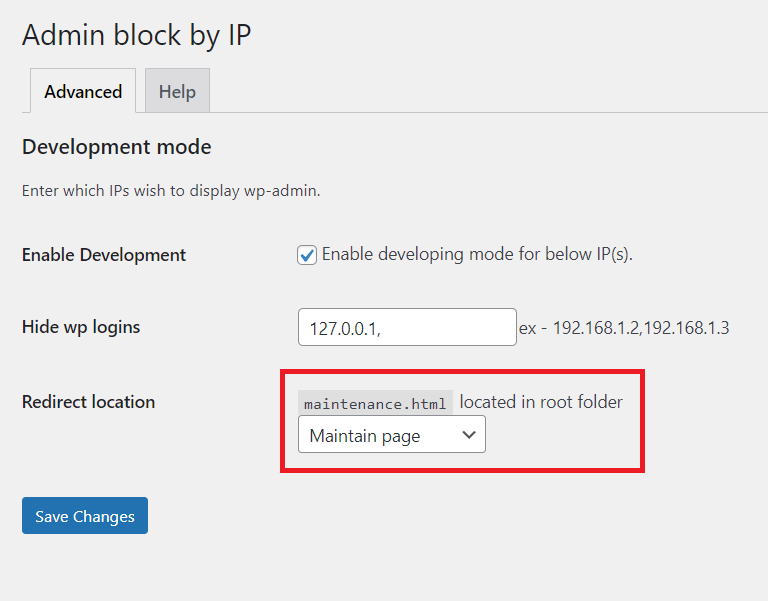 Admin block by IP
Advanced Help
Development mode
Enter which IPs wish to display wp-admin.
Enable Development Enable developing mode for below IP(s).
Hide wp logins 127.0.0.1, ex - 192.168.1.2,192.168.1.3
Redirect location maintenance.html located in root folder
Maintain page
Save Changes